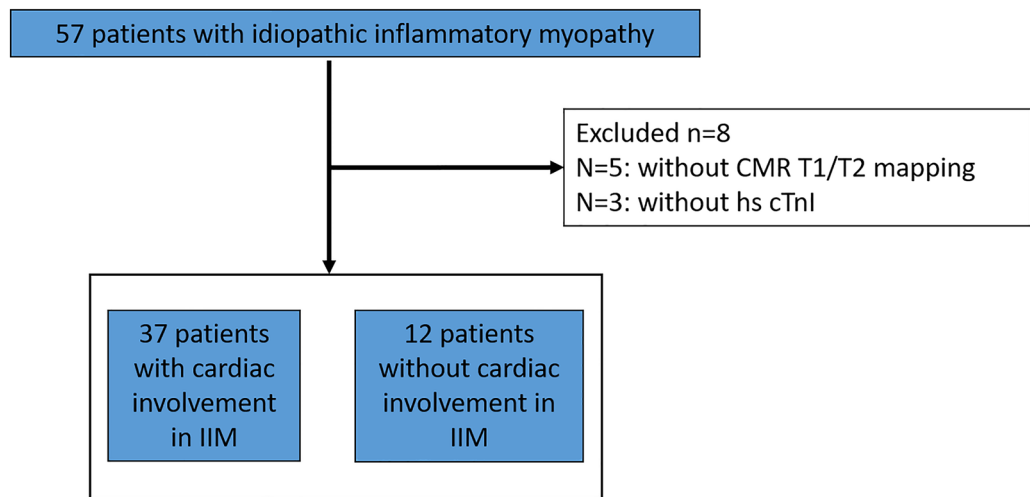 57 patients with idiopathic inflammatory myopathy
Excluded n=8
N=5: without CMR T1/T2 mapping
N=3: without hs cTnI
37 patients
with cardiac
involvement
in IIM
12 patients
without cardiac
involvement in
IIM